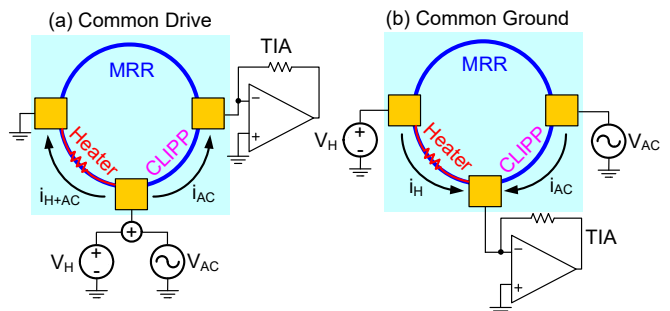 (a) Common Drive
MRR
TIA
−
+
Heater
CLIPP
iH+AC
iAC
+
VH
+
-
VAC
(b) Common Ground
MRR
VH
+
-
Heater
CLIPP
VAC
iH
iAC
TIA
−
+